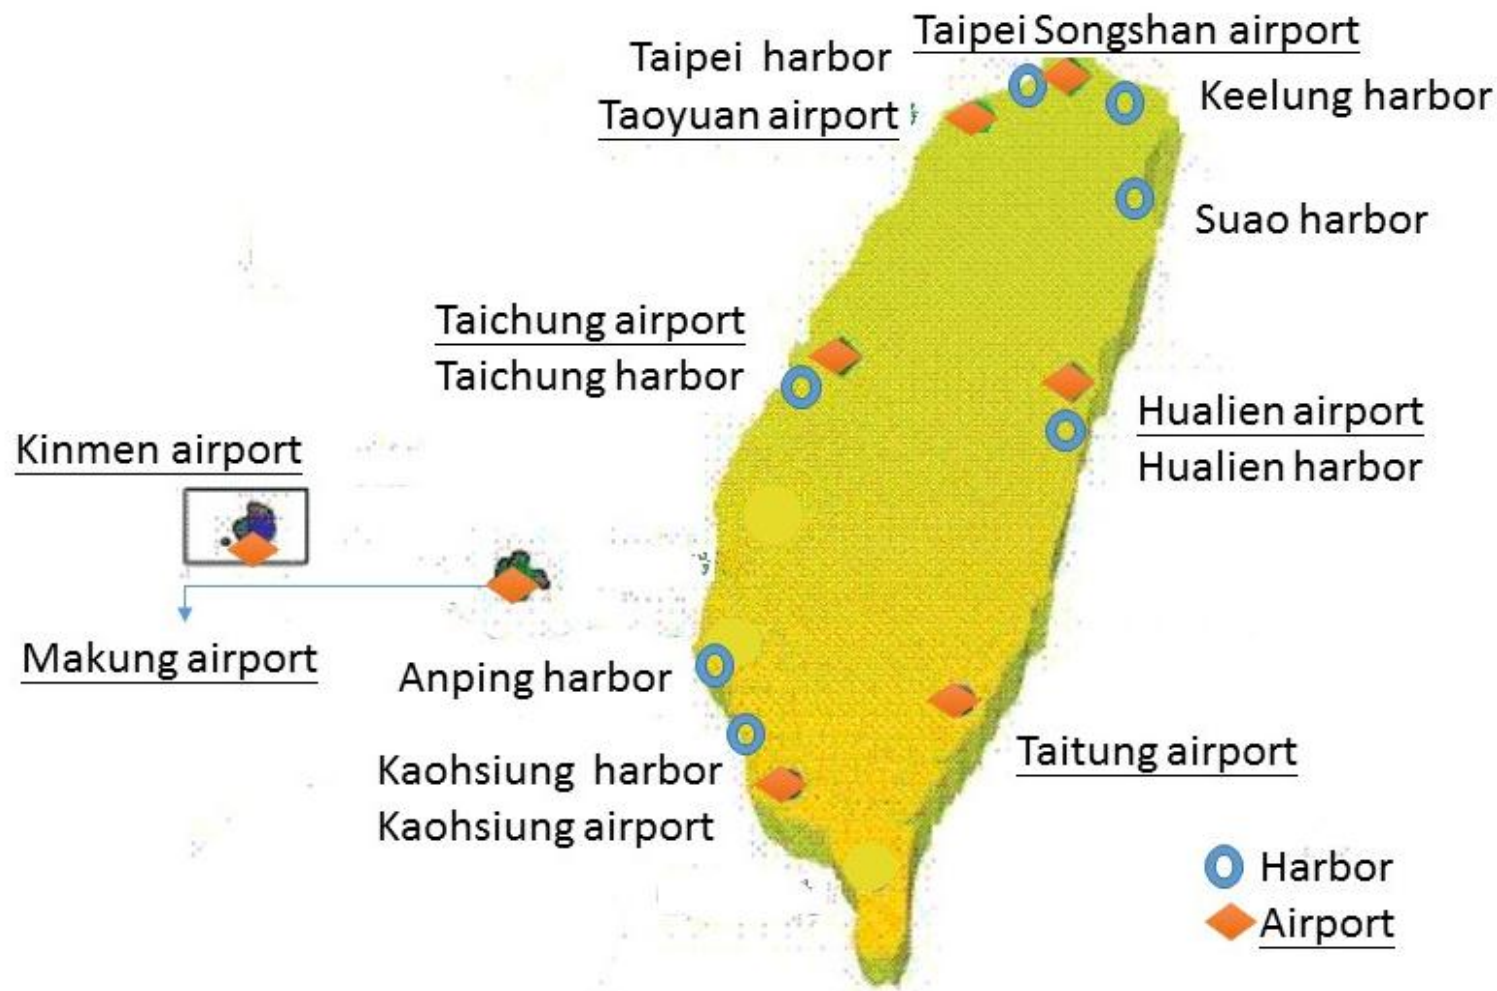 Taipei Songshan airport
Taipei harbor
Taoyuan airport
Keelung harbor
Suao harbor
Taichung airport
Taichung harbor
Hualien airport
Hualien harbor
Kinmen airport
Makung airport
Anping harbor
Kaohsiung harbor
Kaohsiung airport
Taitung airport
Harbor
Airport